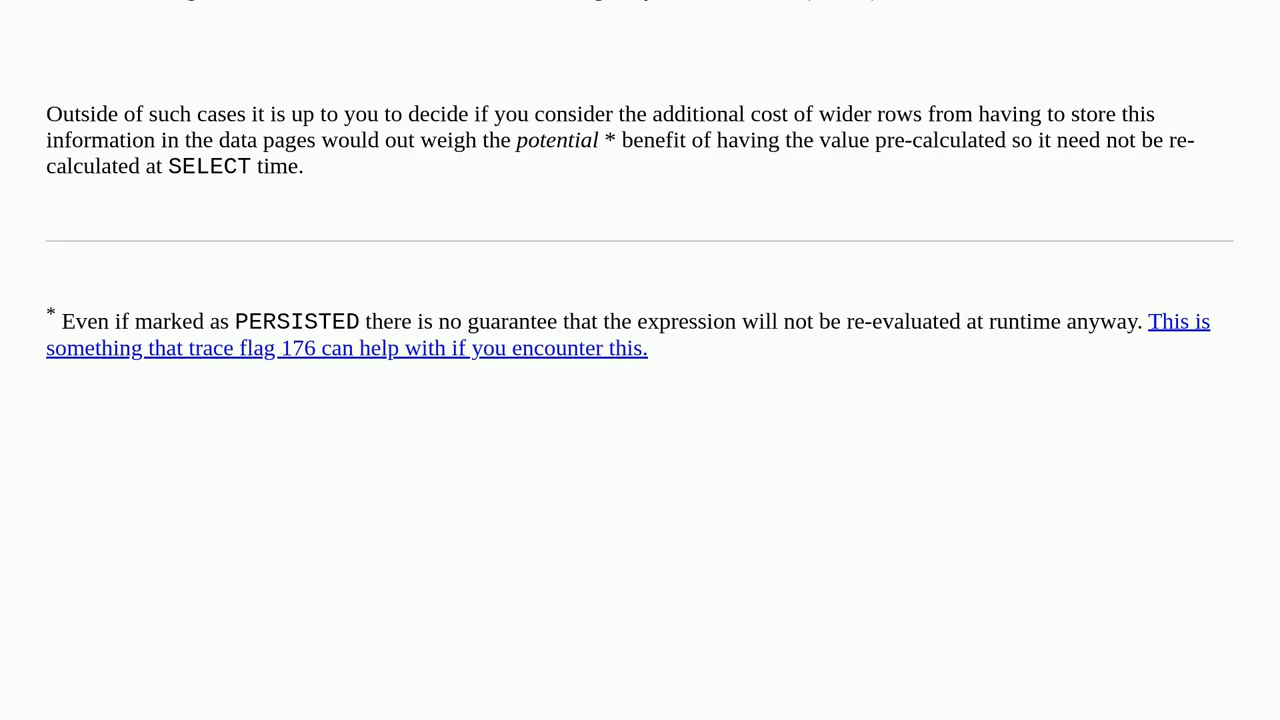 Outside of such cases it is up to you to decide if you consider the additional cost of wider rows from having to store this
information in the data pages would out weigh the potential * benefit of having the value pre-calculated so it need not be re-
calculated at SELECT time.
* Even if marked as PERSISTED there is no guarantee that the expression will not be re-evaluated at runtime anyway. This is
something that trace flag 176 can help with if you encounter this.